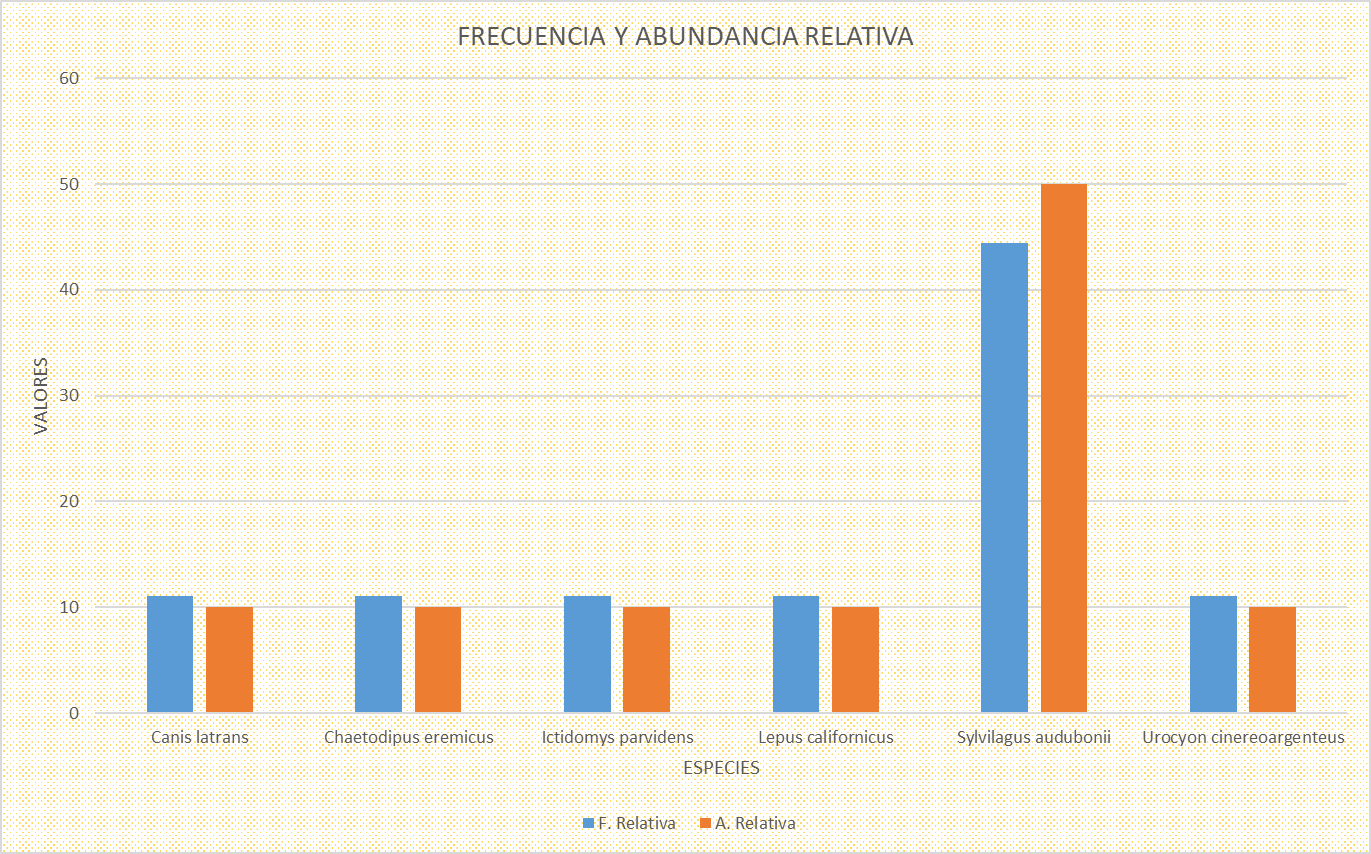 FRECUENCIA Y ABUNDANCIA RELATIVA
60
50
40
30
20
10
0
VALORES
Canis latrans
Chaetodipus eremicus
Ictidomys parvidens
Lepus californicus
Sylvilagus audubonii
Urocyon cinereoargenteus
ESPECIES
F. Relativa
A. Relativa